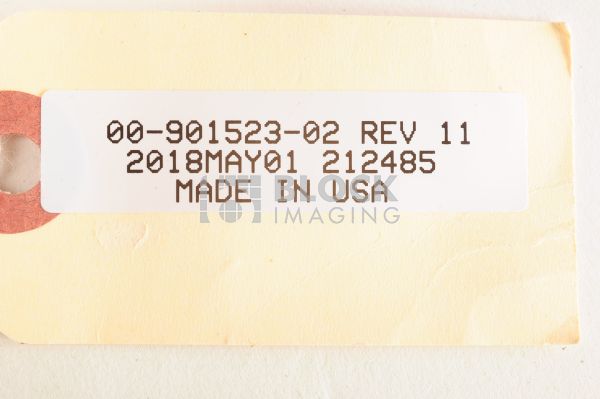 00-901523-02 REV 11
2018MAY01 212485
MADE IN USA
BLOCK
IMAGING